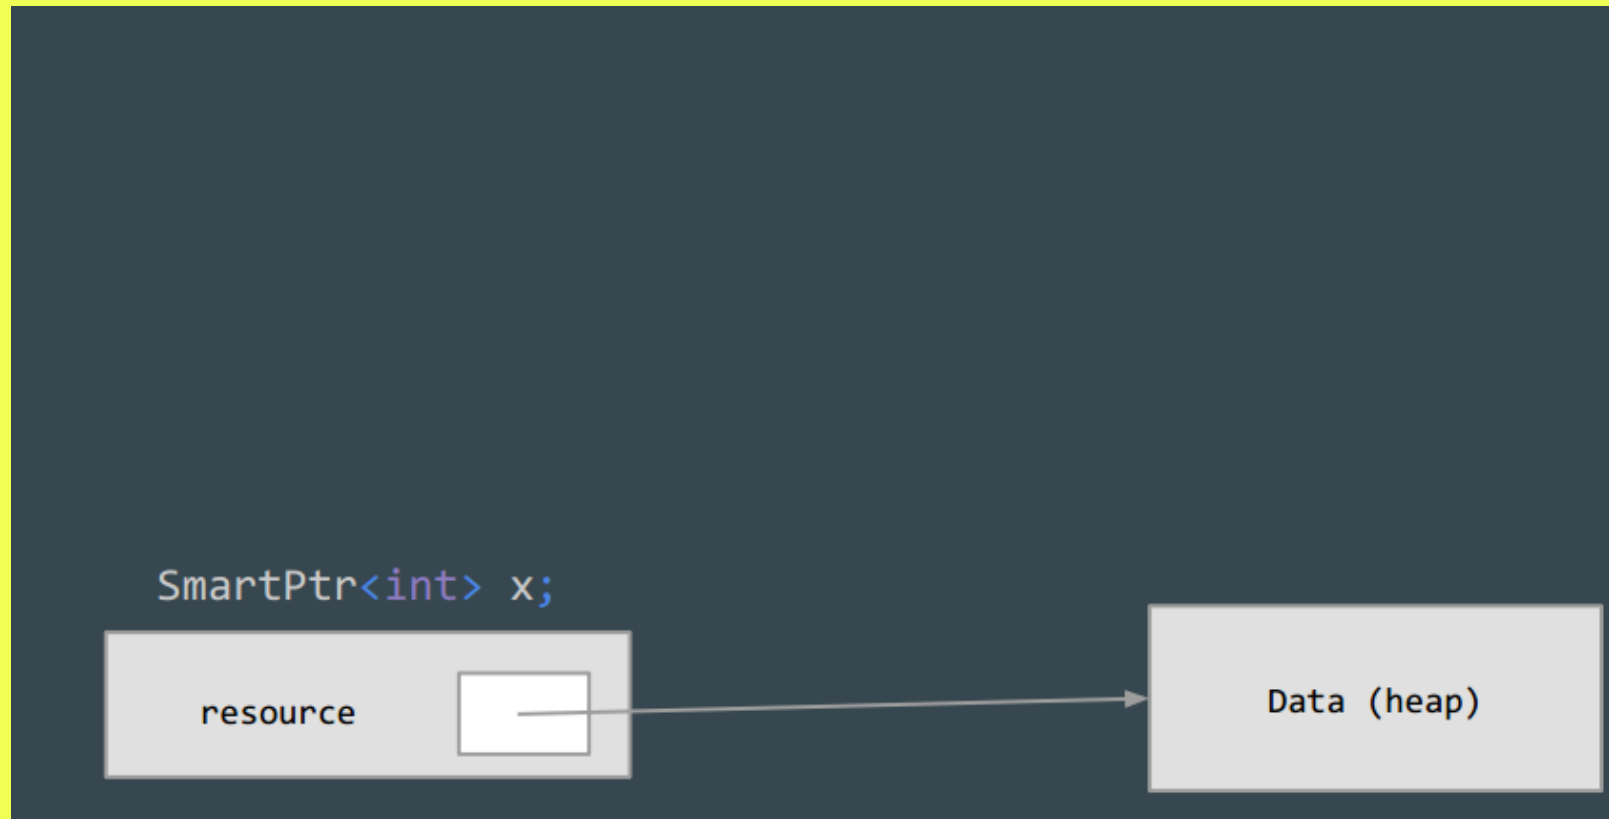 SmartPtr<int> x;
resource
Data (heap)